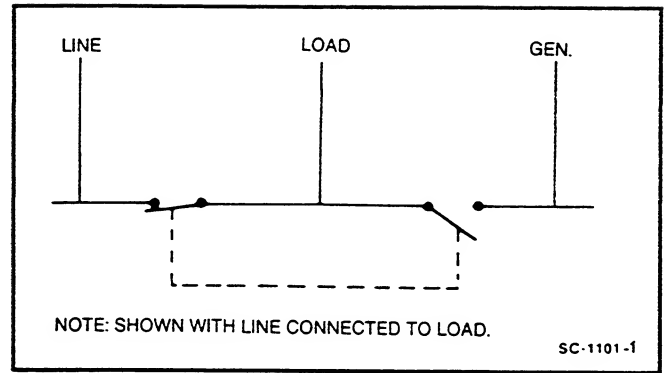 LINE
LOAD
GEN.
NOTE: SHOWN WITH LINE CONNECTED TO LOAD.
SC-1101-1